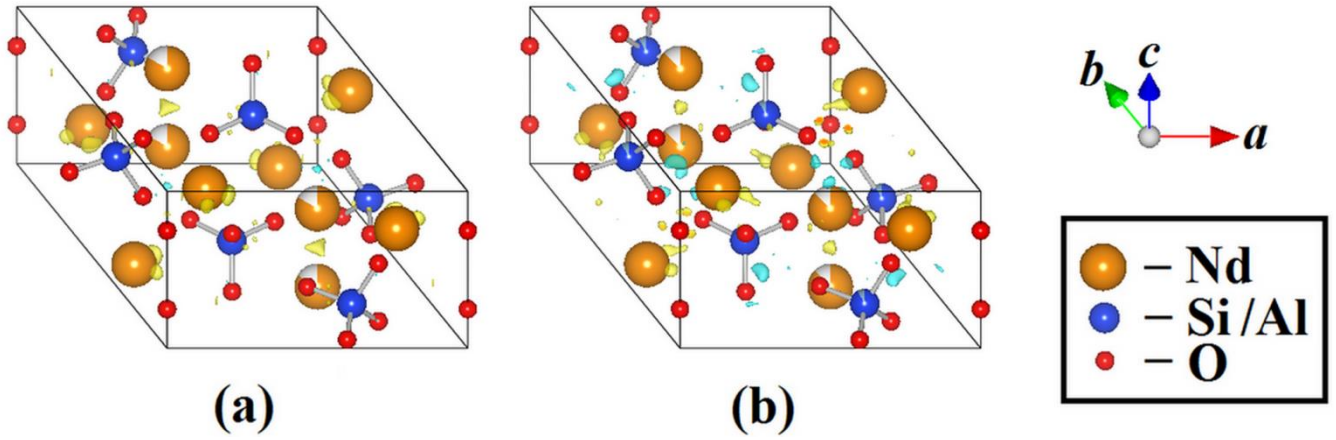 b
c
a
– Nd
– Si/Al
– O
(a)
(b)